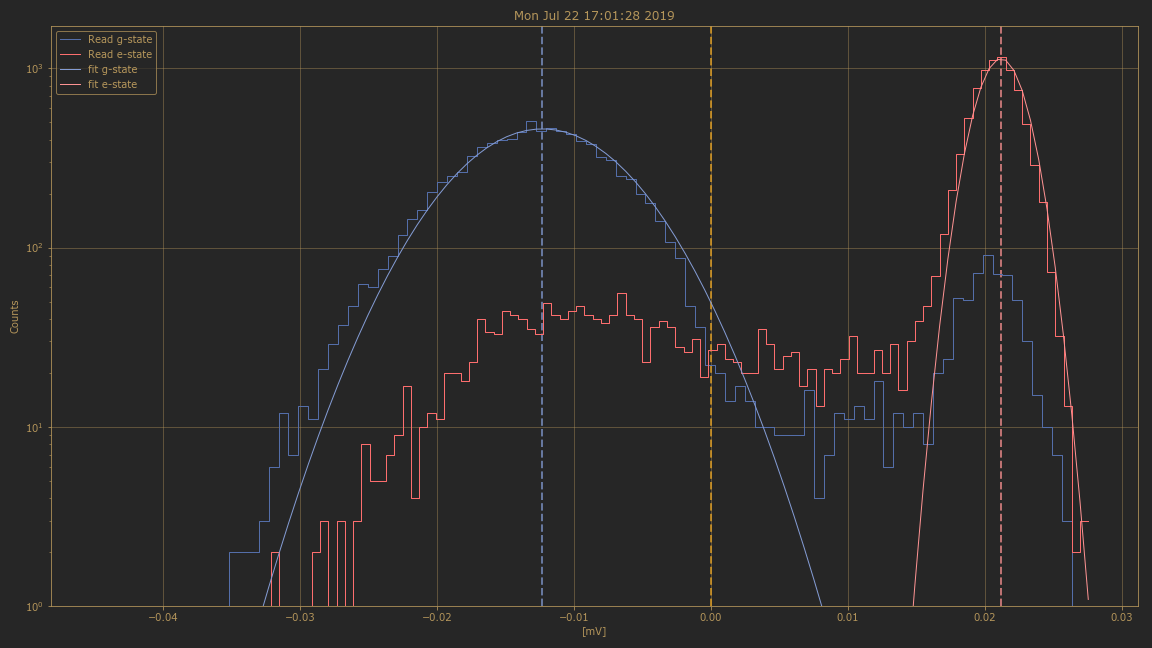 Mon Jul 22 17:01:28 2019
Read g-state
Read e-state
fit g-state
fit e-state
10³
10²
10¹
10⁰
Counts
−0.04 −0.03 −0.02 −0.01 0.00 0.01 0.02 0.03
[mV]